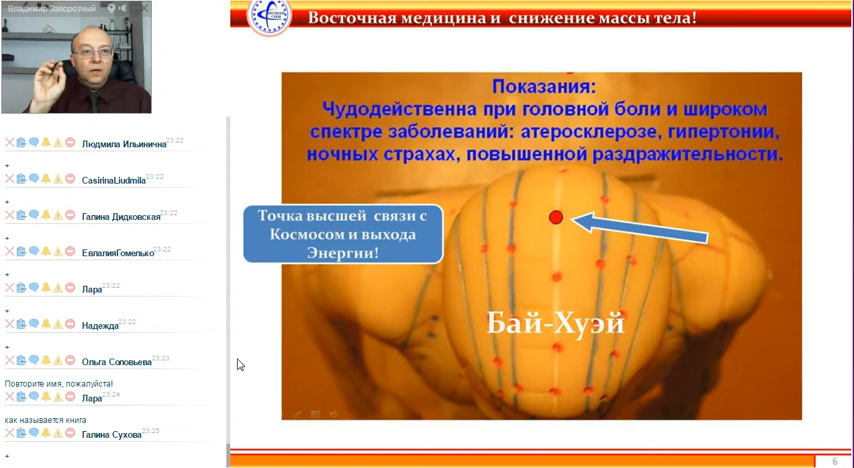 Владимир Заворотный
Восточная медицина и снижение массы тела!
Показания:
Чудодейственна при головной боли и широком
спектре заболеваний: атеросклерозе, гипертонии,
ночных страхах, повышенной раздражительности.
Точка высшей связи с
Космосом и выхода
Энергии!
Бай-Хуэй
Людмила Ильинична 23:22
+
CasirinaLiudmila 23:22
+
Галина Дидковская 23:22
+
ЕвлалияГомелько 23:22
+
Лара 23:22
+
Надежда 23:22
+
Ольга Соловьева 23:23
Повторите имя, пожалуйста!
Лара 23:24
как называется книга
Галина Сухова 23:25
+
6